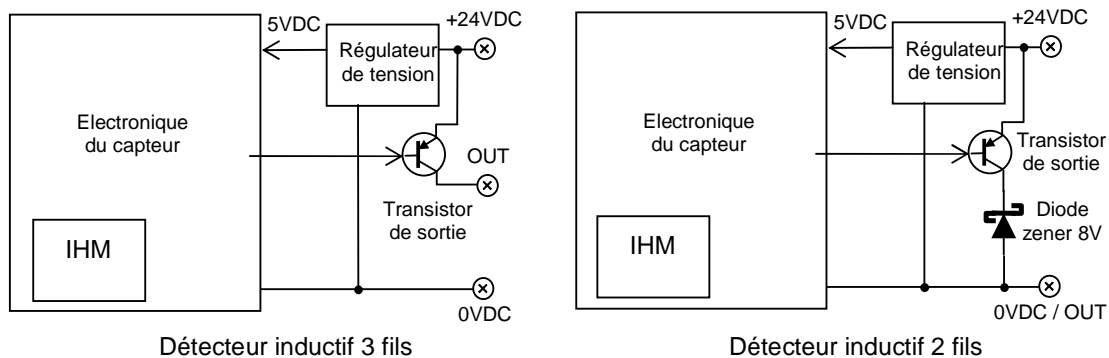 5VDC
+24VDC
Régulateur
de tension
Electronique
du capteur
OUT
Transistor
de sortie
IHM
0VDC
Détecteur inductif 3 fils
5VDC
+24VDC
Régulateur
de tension
Electronique
du capteur
Transistor
de sortie
Diode
zener 8V
IHM
0VDC / OUT
Détecteur inductif 2 fils